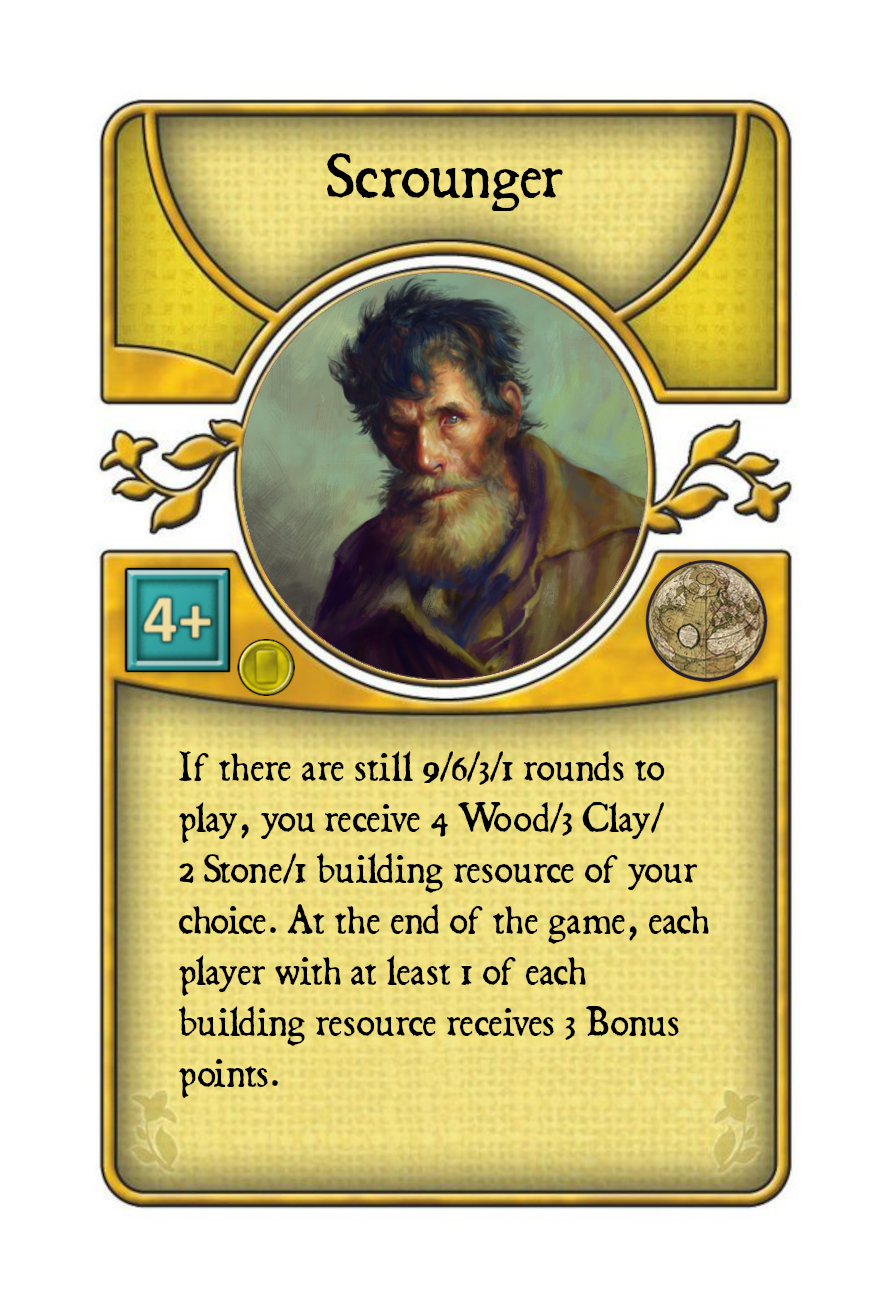 Scrounger
4+
If there are still 9/6/3/1 rounds to
play, you receive 4 Wood/3 Clay/
2 Stone/1 building resource of your
choice. At the end of the game, each
player with at least 1 of each
building resource receives 3 Bonus
points.